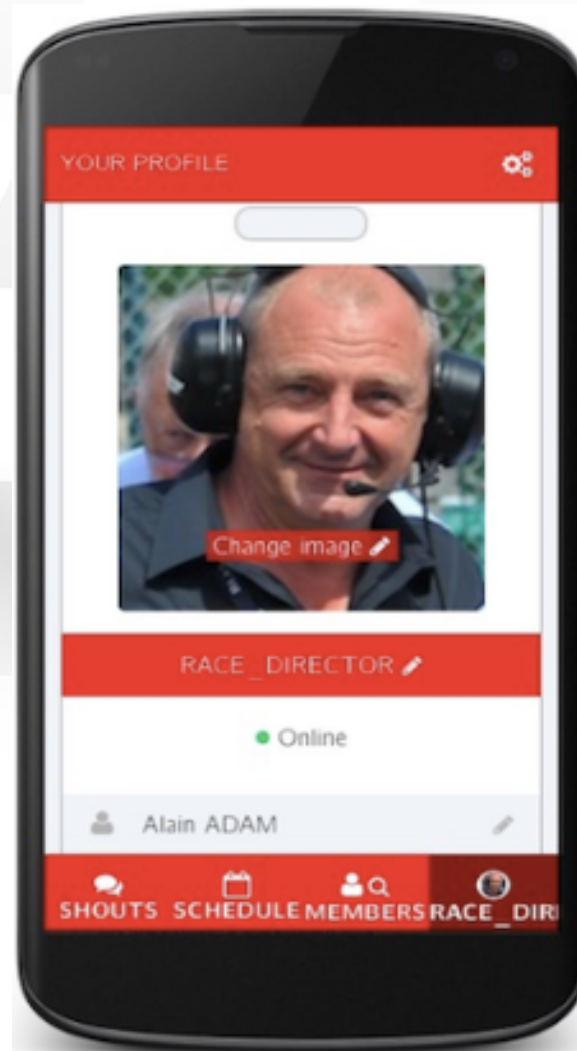 YOUR PROFILE
Change image
RACE_DIRECTOR
Online
Alain ADAM
SHOUTS SCHEDULE MEMBERS RACE_DIR